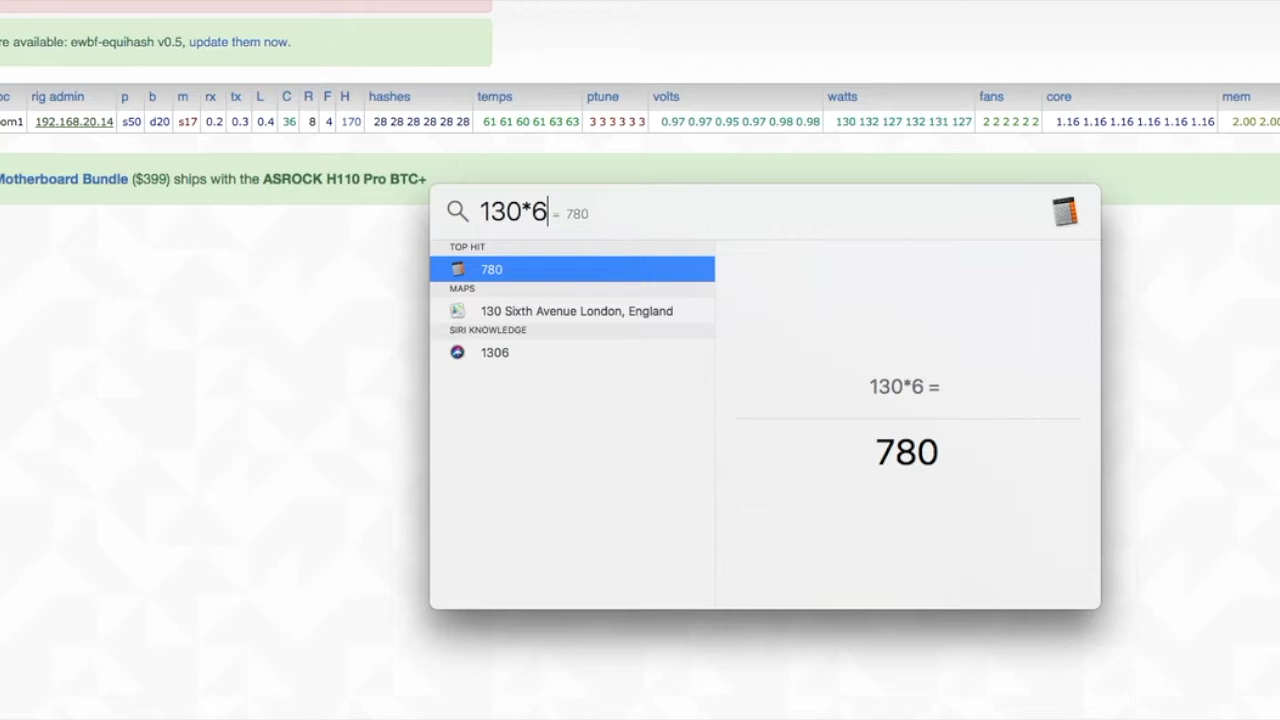 re available: ewbf-equihash v0.5, update them now.
oc rig admin p b m rx tx L C R F H hashes temps ptune volts watts fans core mem
om1 192.168.20.14 s50 d20 s17 0.2 0.3 0.4 36 8 4 170 28 28 28 28 28 28 61 61 60 61 63 63 3 3 3 3 3 3 0.97 0.97 0.95 0.97 0.98 0.98 130 132 127 132 131 127 2 2 2 2 2 2 1.16 1.16 1.16 1.16 1.16 1.16 2.00 2.00
Motherboard Bundle ($399) ships with the ASROCK H110 Pro BTC+
130*6 = 780
TOP HIT
780
MAPS
130 Sixth Avenue London, England
SIRI KNOWLEDGE
1306
130*6 =
780